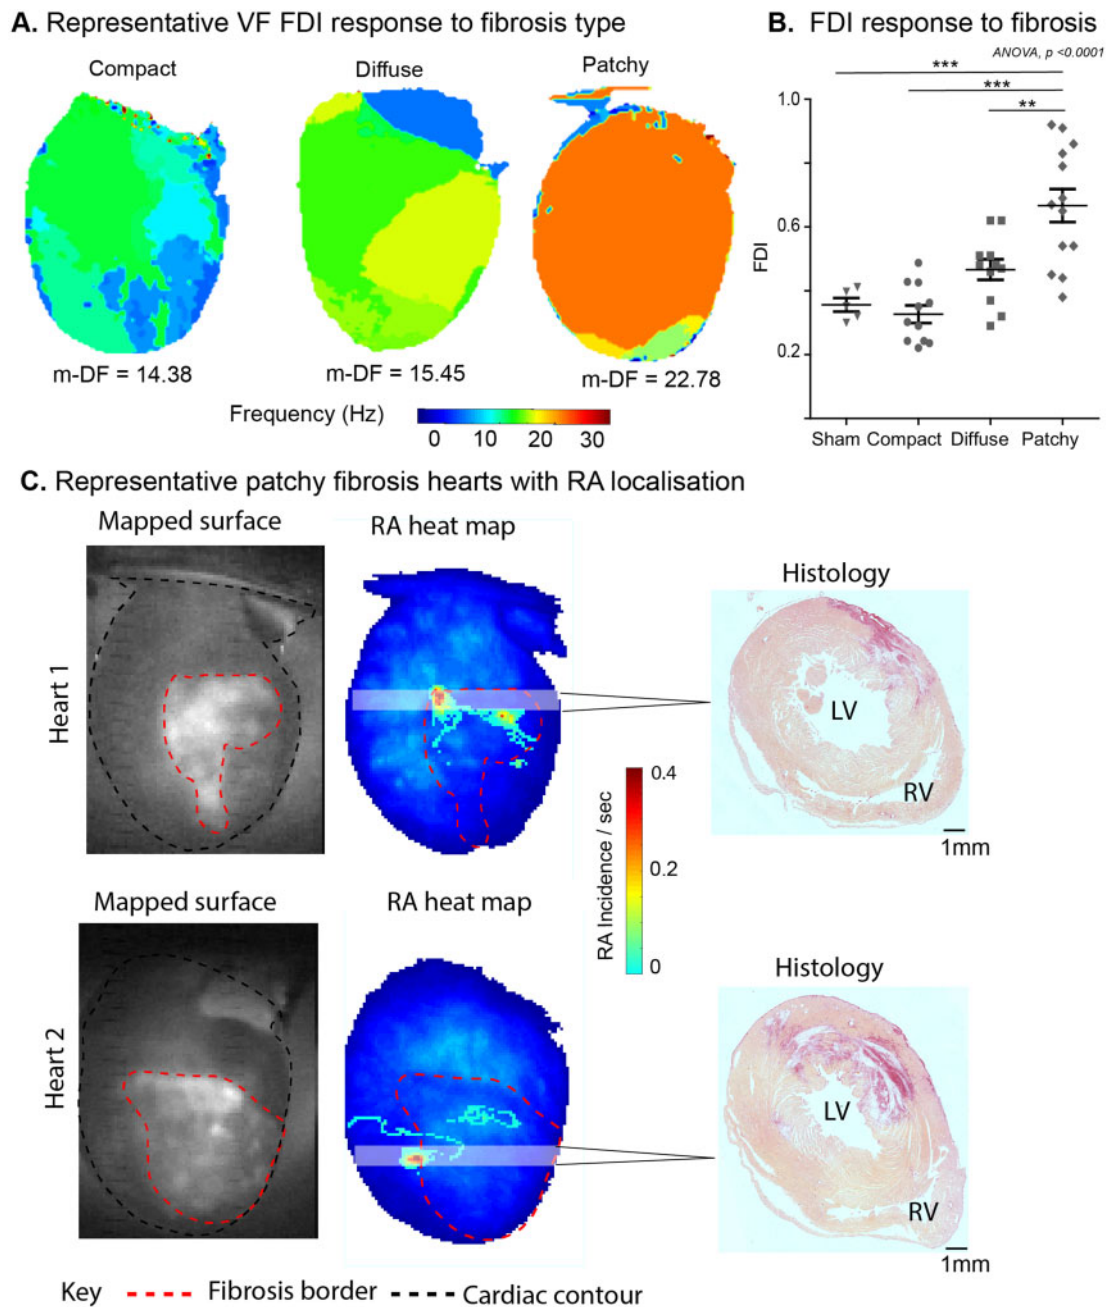 A. Representative VF FDI response to fibrosis type
Compact
Diffuse
Patchy
m-DF = 14.38
m-DF = 15.45
m-DF = 22.78
Frequency (Hz)
0 10 20 30
B. FDI response to fibrosis
ANOVA, p <0.0001
***
***
**
1.0
0.6
0.2
FDI
Sham Compact Diffuse Patchy
C. Representative patchy fibrosis hearts with RA localisation
Mapped surface
RA heat map
Histology
Heart 1
LV
RV
1mm
RA Incidence / sec
0.4
0.2
0
Mapped surface
RA heat map
Histology
Heart 2
LV
RV
1mm
Key Fibrosis border Cardiac contour